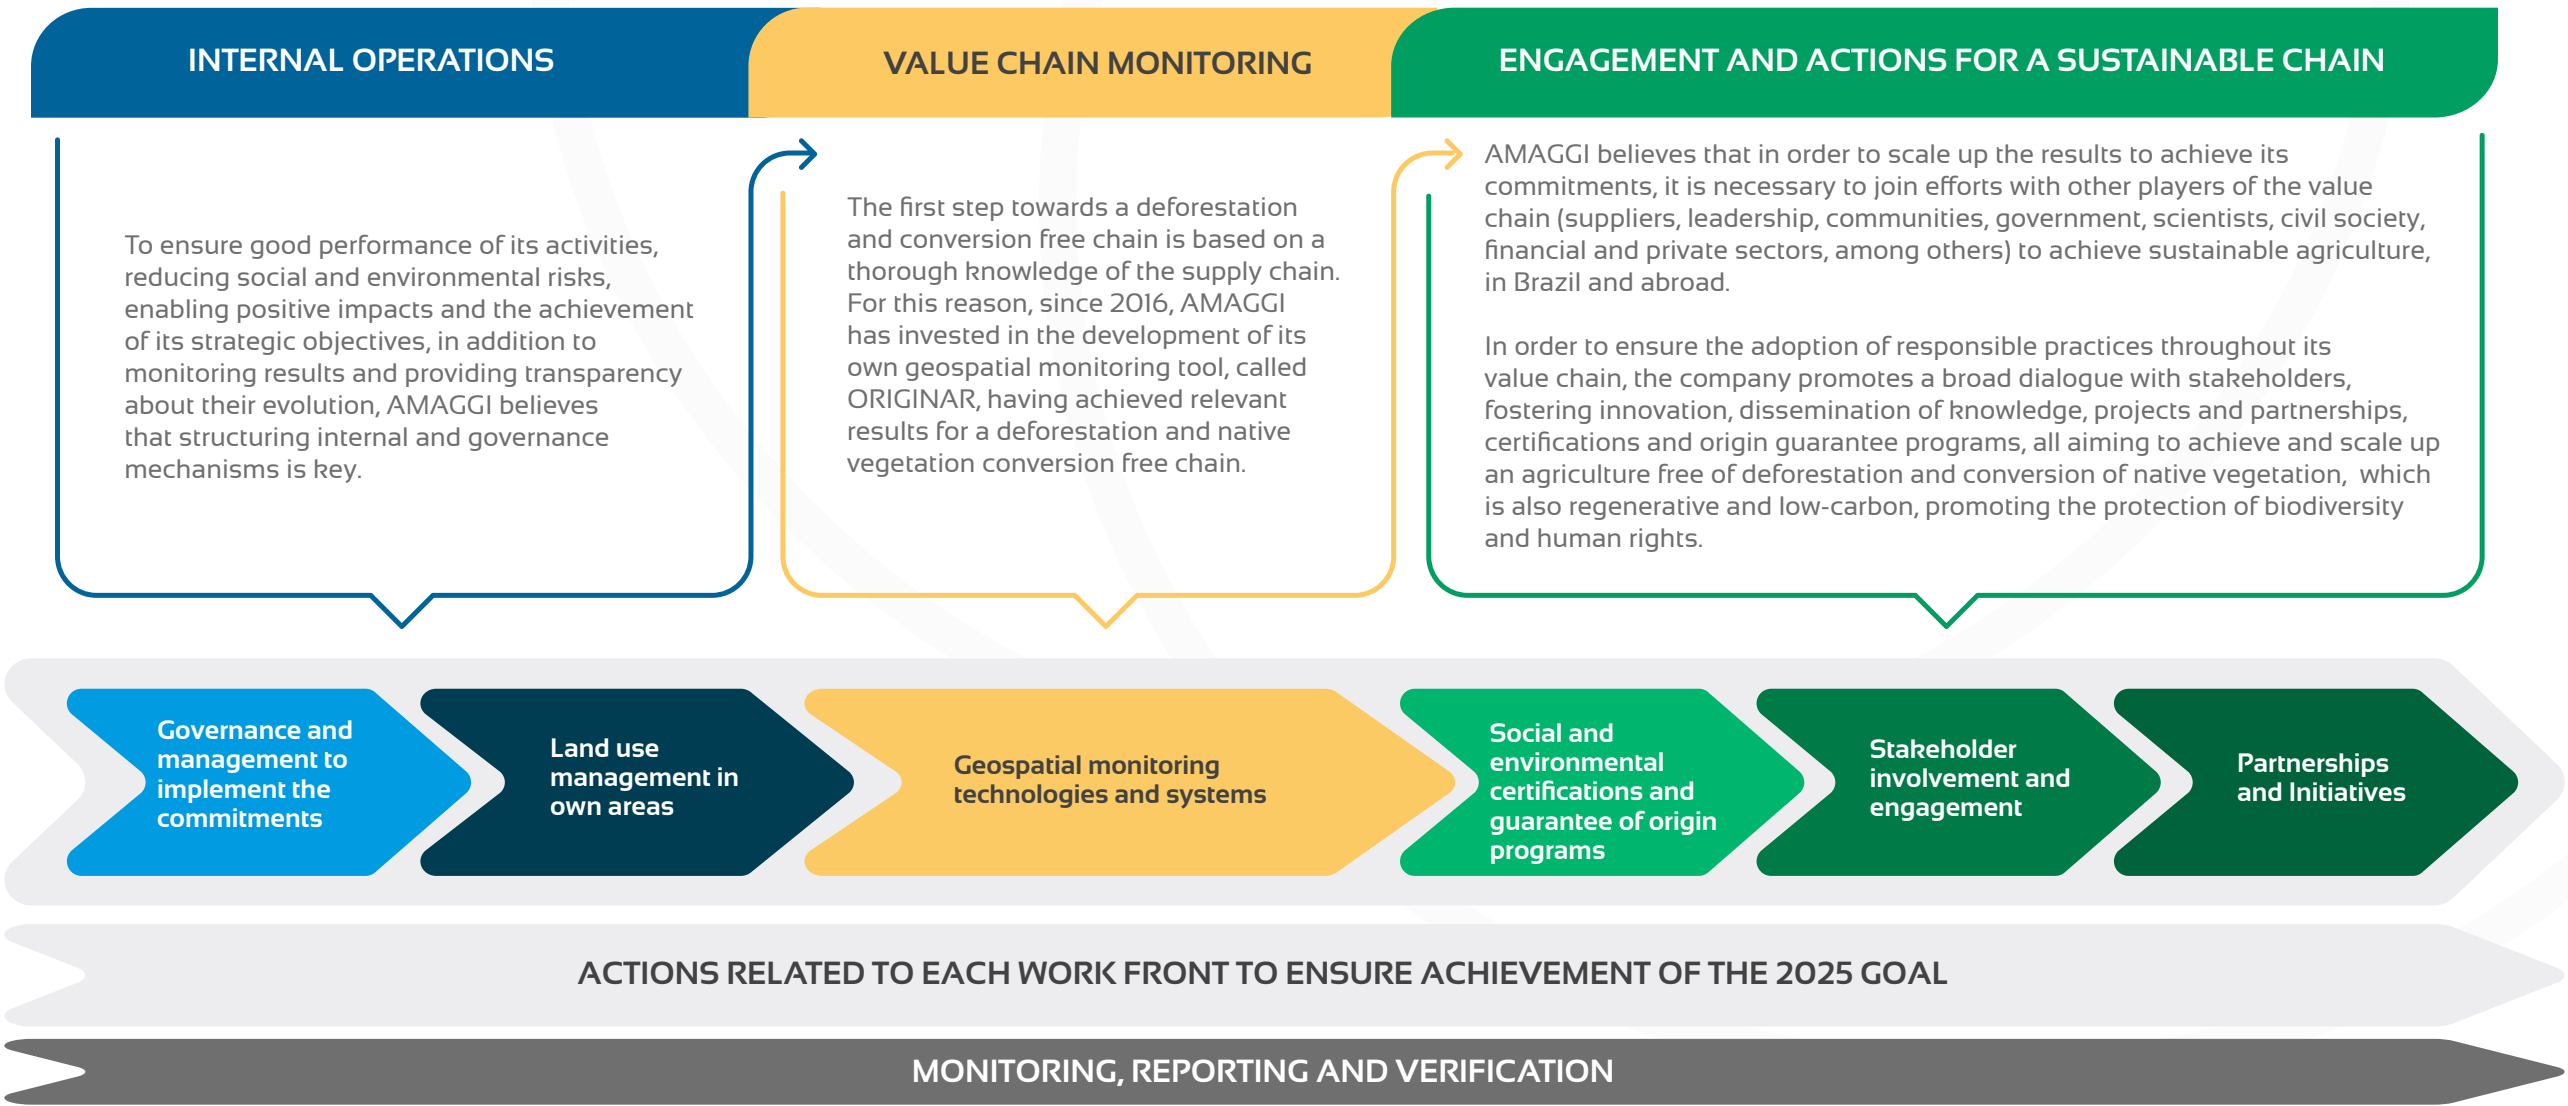 INTERNAL OPERATIONS
VALUE CHAIN MONITORING
ENGAGEMENT AND ACTIONS FOR A SUSTAINABLE CHAIN
To ensure good performance of its activities,
reducing social and environmental risks,
enabling positive impacts and the achievement
of its strategic objectives, in addition to
monitoring results and providing transparency
about their evolution, AMAGGI believes
that structuring internal and governance
mechanisms is key.
The first step towards a deforestation
and conversion free chain is based on a
thorough knowledge of the supply chain.
For this reason, since 2016, AMAGGI
has invested in the development of its
own geospatial monitoring tool, called
ORIGINAR, having achieved relevant
results for a deforestation and native
vegetation conversion free chain.
AMAGGI believes that in order to scale up the results to achieve its
commitments, it is necessary to join efforts with other players of the value
chain (suppliers, leadership, communities, government, scientists, civil society,
financial and private sectors, among others) to achieve sustainable agriculture,
in Brazil and abroad.
In order to ensure the adoption of responsible practices throughout its
value chain, the company promotes a broad dialogue with stakeholders,
fostering innovation, dissemination of knowledge, projects and partnerships,
certifications and origin guarantee programs, all aiming to achieve and scale up
an agriculture free of deforestation and conversion of native vegetation, which
is also regenerative and low-carbon, promoting the protection of biodiversity
and human rights.
Governance and
management to
implement the
commitments
Land use
management in
own areas
Geospatial monitoring
technologies and systems
Social and
environmental
certifications and
guarantee of origin
programs
Stakeholder
involvement and
engagement
Partnerships
and Initiatives
ACTIONS RELATED TO EACH WORK FRONT TO ENSURE ACHIEVEMENT OF THE 2025 GOAL
MONITORING, REPORTING AND VERIFICATION